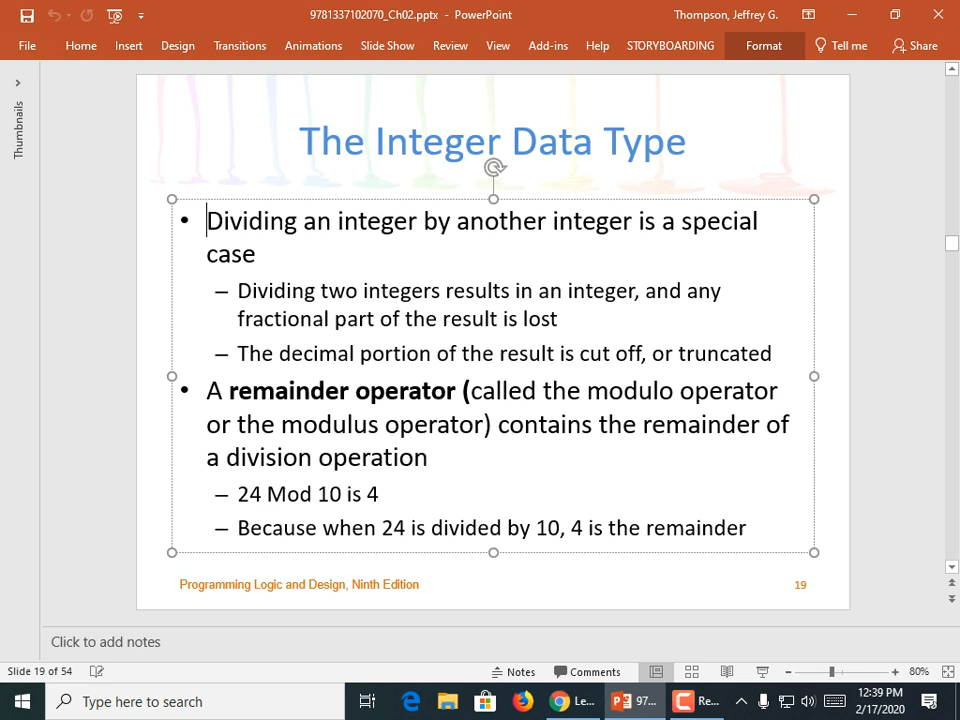 9781337102070_Ch02.pptx - PowerPoint
Thompson, Jeffrey G.
File Home Insert Design Transitions Animations Slide Show Review View Add-ins Help STORYBOARDING Format Tell me Share
Thumbnails
The Integer Data Type
• Dividing an integer by another integer is a special
case
– Dividing two integers results in an integer, and any
fractional part of the result is lost
– The decimal portion of the result is cut off, or truncated
• A remainder operator (called the modulo operator
or the modulus operator) contains the remainder of
a division operation
– 24 Mod 10 is 4
– Because when 24 is divided by 10, 4 is the remainder
Programming Logic and Design, Ninth Edition
19
Click to add notes
Slide 19 of 54
Notes Comments
80%
Type here to search
Le...
97...
Re...
12:39 PM
2/17/2020